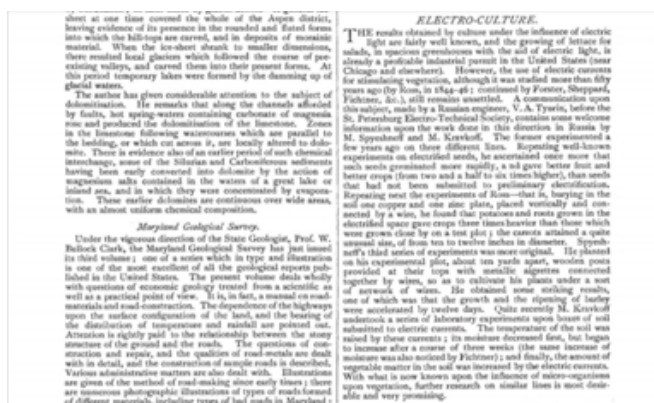 sheet at one time covered the whole of the Aspen district,
leaving evidence of its presence in the rounded and fluted forms
into which the hill-tops are carved, and in deposits of morainic
material. When the ice-sheet shrank to smaller dimensions,
there resulted local glaciers which followed the course of pre-
existing valleys, and carved them into their present forms. At
this period temporary lakes were formed by the damming up of
glacial waters.
The author has given considerable attention to the subject of
dolomitisation. He remarks that along the channels afforded
by faults, hot spring-waters containing carbonate of magnesia
rose and produced the dolomitisation of the limestone. Zones
in the limestone following watercourses which are parallel to
the bedding, or which cut across it, are locally altered to dolo-
mite. There is evidence also of an earlier period of such chemical
interchange, some of the Silurian and Carboniferous sediments
having been early converted into dolomite by the action of
magnesium salts contained in the waters of a great lake or
inland sea, and in which they were concentrated by evapora-
tion. These earlier dolomites are continuous over wide areas,
with an almost uniform chemical composition.
Maryland Geological Survey.
Under the vigorous direction of the State Geologist, Prof. W.
Bullock Clark, the Maryland Geological Survey has just issued
its third volume; one of a series which in type and illustration
is one of the most excellent of all the geological reports pub-
lished in the United States. The present volume deals wholly
with questions of economic geology treated from a scientific as
well as a practical point of view. It is, in fact, a manual on road-
materials and road-construction. The dependence of the highways
upon the surface configuration of the land, and the bearing of
the distribution of temperature and rainfall are pointed out.
Attention is rightly paid to the relationship between the stony
structure of the ground and the roads. The questions of con-
struction and repair, and the qualities of road-metals are dealt
with in detail, and the construction of sample roads is described.
Various administrative matters are also dealt with. Illustrations
are given of the method of road-making since early times; there
are numerous photographic illustrations of types of roads formed
of different materials, including types of bad roads in Maryland;
ELECTRO-CULTURE.
THE results obtained by culture under the influence of electric
light are fairly well known, and the growing of lettuce for
salads, in spacious greenhouses with the aid of electric light, is
already a profitable industrial pursuit in the United States (near
Chicago and elsewhere). However, the use of electric currents
for stimulating vegetation, although it was studied more than fifty
years ago (by Ross, in 1844-46; continued by Forster, Sheppard,
Fichtner, &c.), still remains unsettled. A communication upon
this subject, made by a Russian engineer, V. A. Tyurin, before the
St. Petersburg Electro-Technical Society, contains some welcome
information upon the work done in this direction in Russia by
M. Spyeshneff and M. Kravkoff. The former experimented a
few years ago on three different lines. Repeating well-known
experiments on electrified seeds, he ascertained once more that
such seeds germinated more rapidly, and gave better fruit and
better crops (from two and a half to six times higher), than seeds
that had not been submitted to preliminary electrification.
Repeating next the experiments of Ross—that is, burying in the
soil one copper and one zinc plate, placed vertically and con-
nected by a wire, he found that potatoes and roots grown in the
electrified space gave crops three times heavier than those which
were grown close by on a test plot; the carrots attained a quite
unusual size, of from ten to twelve inches in diameter. Spyesh-
neff's third series of experiments was more original. He planted
on his experimental plot, about ten yards apart, wooden posts
provided at their tops with metallic aigrettes connected
together by wires, so as to cultivate his plants under a sort
of network of wires. He obtained some striking results,
one of which was that the growth and the ripening of barley
were accelerated by twelve days. Quite recently M. Kravkoff
undertook a series of laboratory experiments upon boxes of soil
submitted to electric currents. The temperature of the soil was
raised by these currents; its moisture decreased first, but began
to increase after a course of three weeks (the same increase of
moisture was also noticed by Fichtner); and finally, the amount of
vegetable matter in the soil was increased by the electric currents.
With what is now known upon the influence of micro-organisms
upon vegetation, further research on similar lines is most desir-
able and very promising.